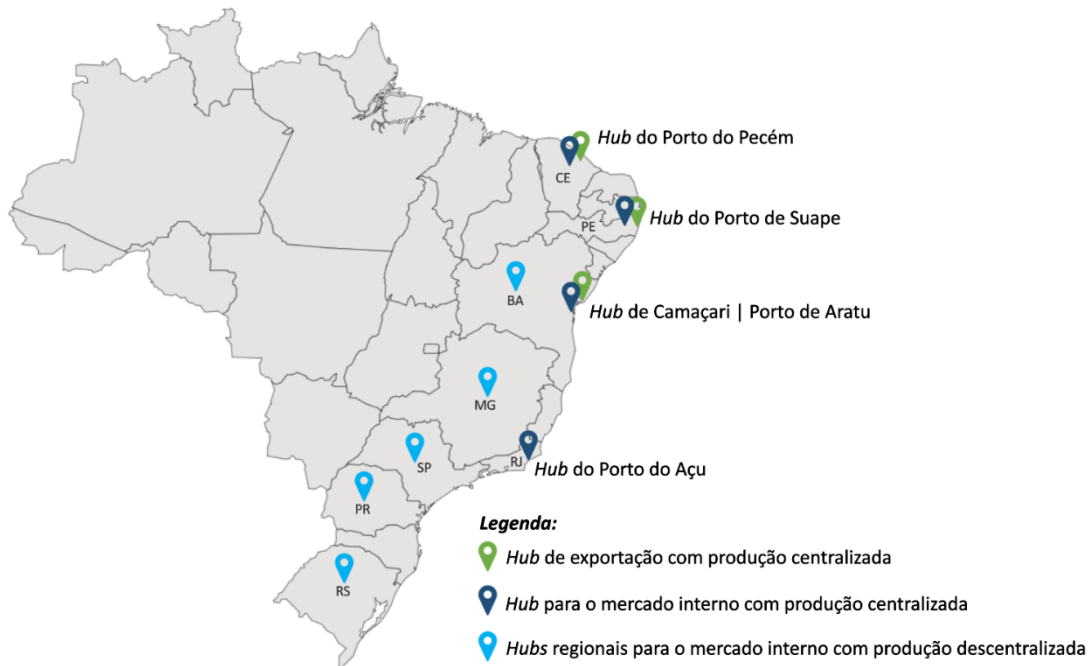 Hub do Porto do Pecém
CE
Hub do Porto de Suape
PE
BA
Hub de Camaçari | Porto de Aratu
MG
SP
RJ
Hub do Porto do Açu
PR
Legenda:
Hub de exportação com produção centralizada
RS
Hub para o mercado interno com produção centralizada
Hubs regionais para o mercado interno com produção descentralizada